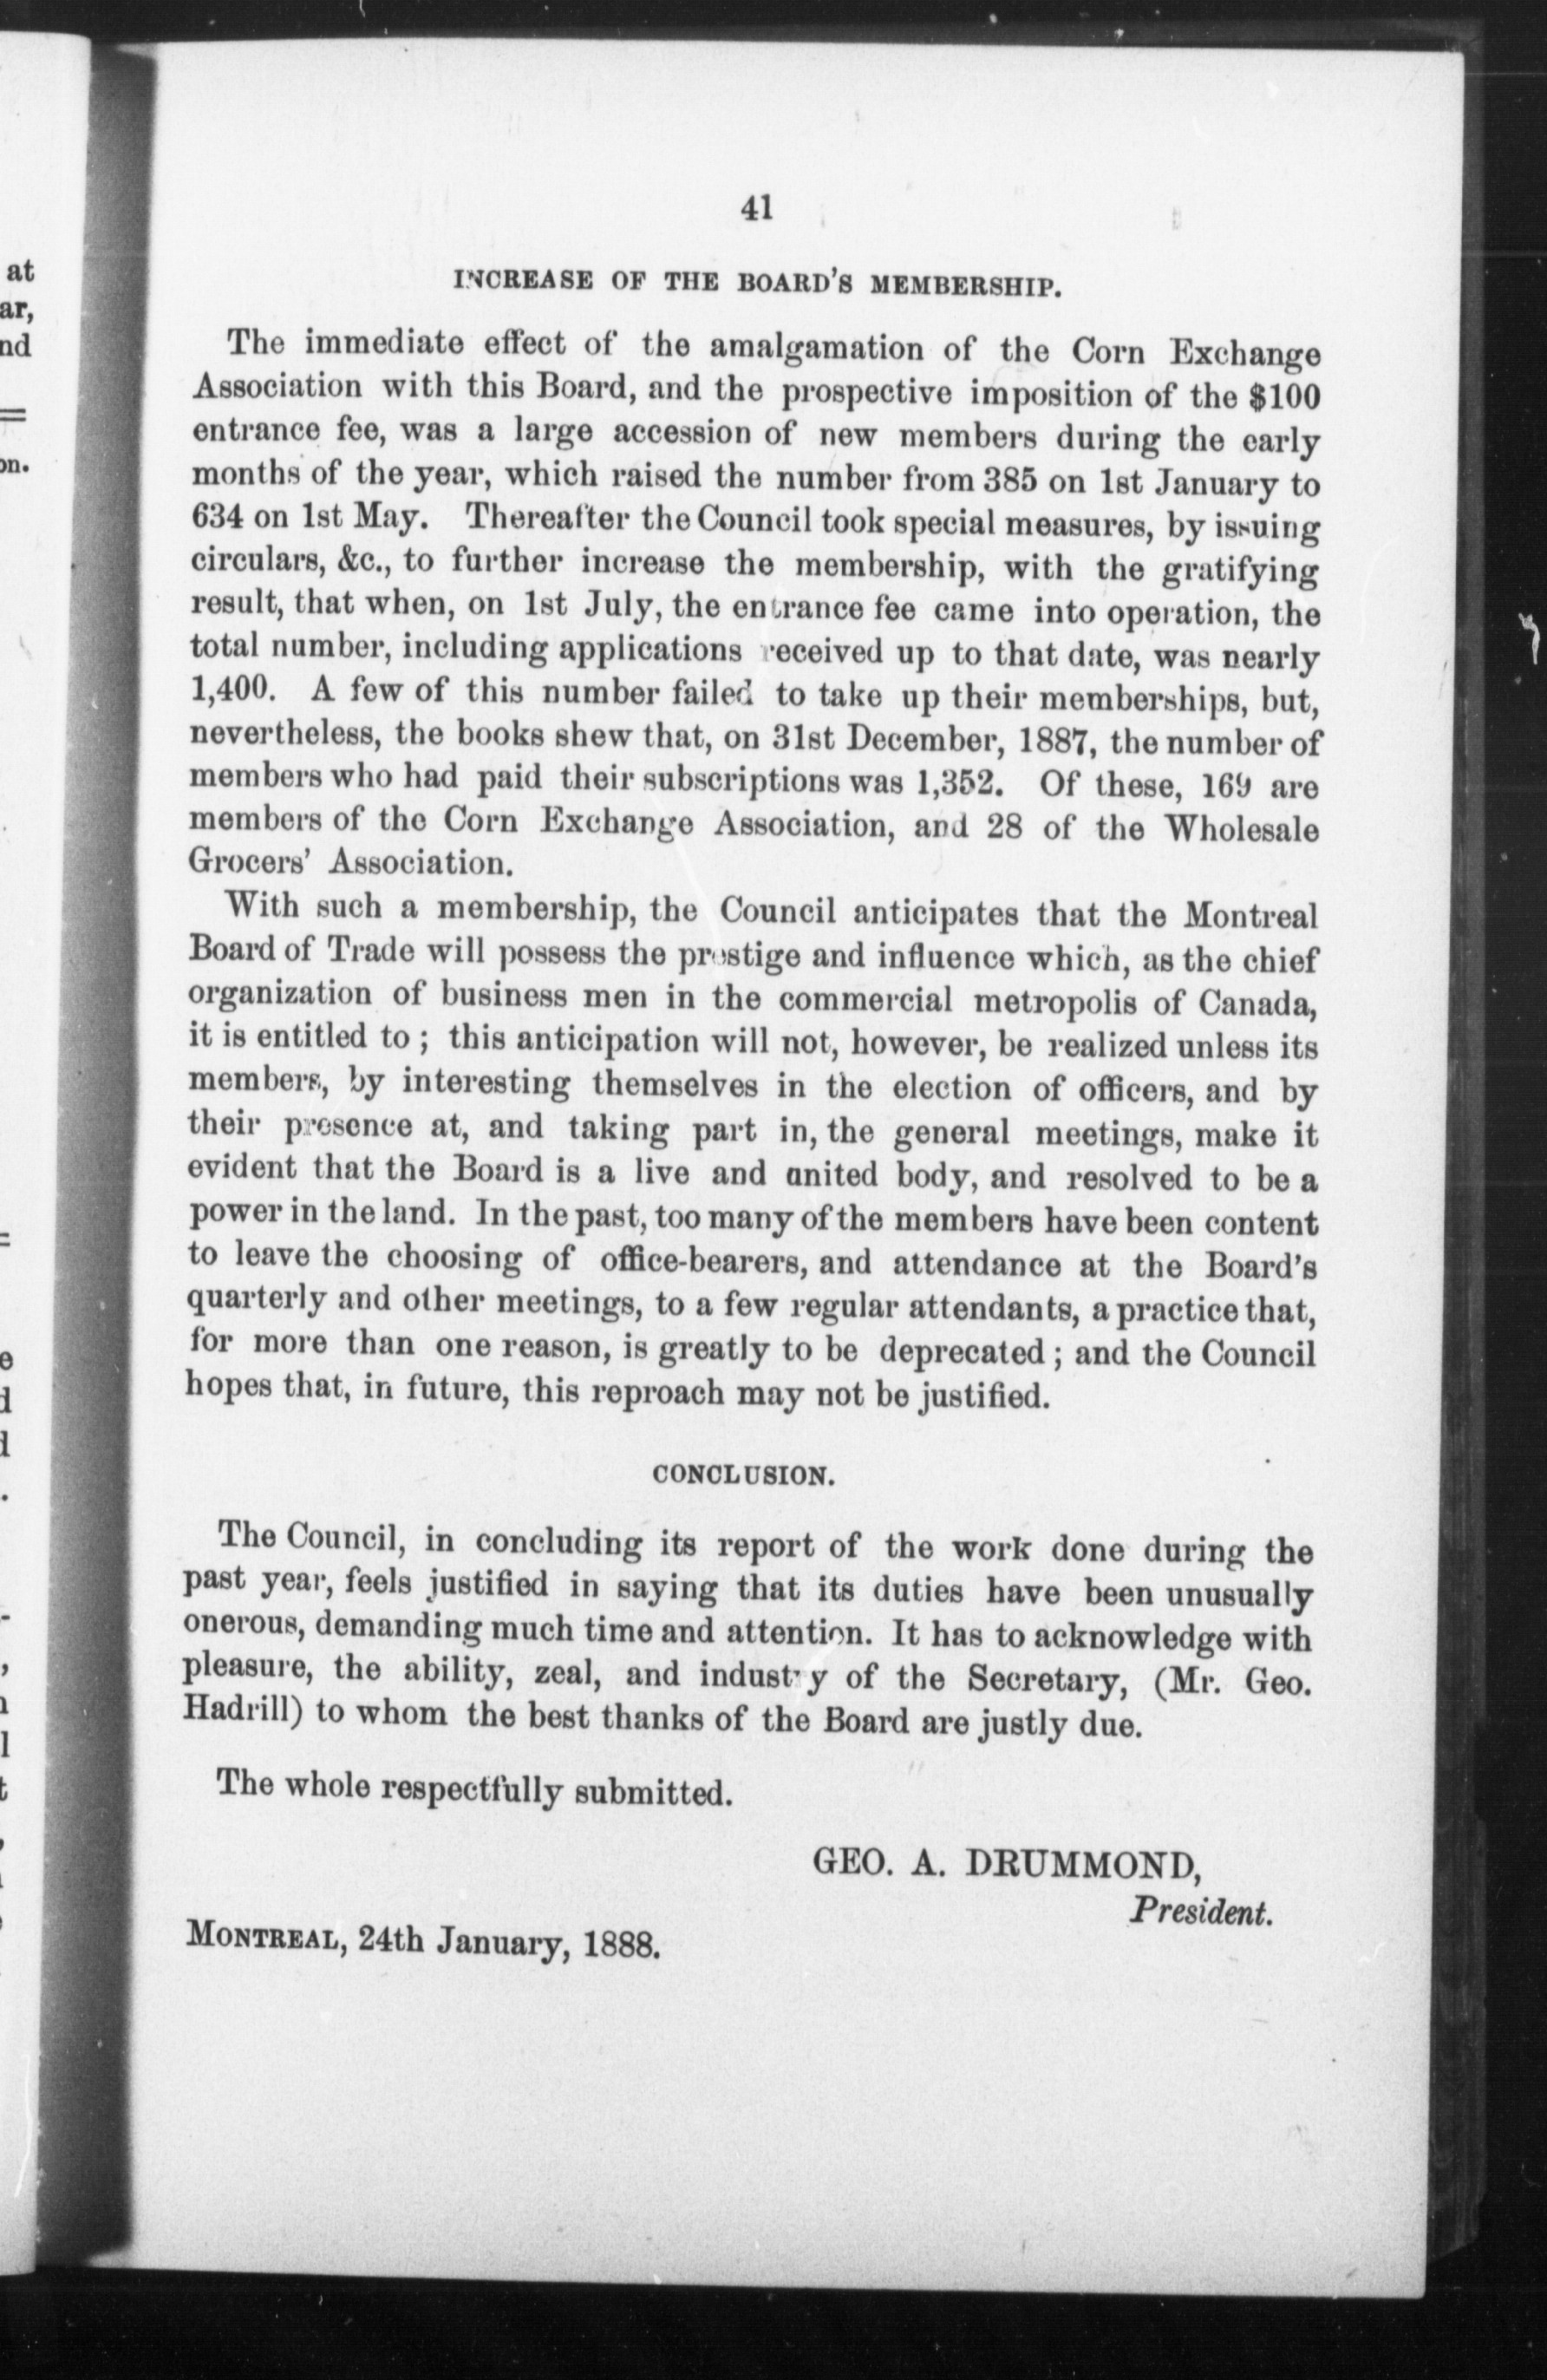 41
INCREASE OF THE BOARD'S MEMBERSHIP.
The immediate effect of the amalgamation of the Corn Exchange
Association with this Board, and the prospective imposition of the $100
entrance fee, was a large accession of new members during the early
months of the year, which raised the number from 385 on 1st January to
634 on 1st May. Thereafter the Council took special measures, by issuing
circulars, &c., to further increase the membership, with the gratifying
result, that when, on 1st July, the entrance fee came into operation, the
total number, including applications received up to that date, was nearly
1,400. A few of this number failed to take up their memberships, but,
nevertheless, the books shew that, on 31st December, 1887, the number of
members who had paid their subscriptions was 1,352. Of these, 169 are
members of the Corn Exchange Association, and 28 of the Wholesale
Grocers' Association.
With such a membership, the Council anticipates that the Montreal
Board of Trade will possess the prestige and influence which, as the chief
organization of business men in the commercial metropolis of Canada,
it is entitled to ; this anticipation will not, however, be realized unless its
members, by interesting themselves in the election of officers, and by
their presence at, and taking part in, the general meetings, make it
evident that the Board is a live and united body, and resolved to be a
power in the land. In the past, too many of the members have been content
to leave the choosing of office-bearers, and attendance at the Board's
quarterly and other meetings, to a few regular attendants, a practice that,
for more than one reason, is greatly to be deprecated ; and the Council
hopes that, in future, this reproach may not be justified.
CONCLUSION.
The Council, in concluding its report of the work done during the
past year, feels justified in saying that its duties have been unusually
onerous, demanding much time and attention. It has to acknowledge with
pleasure, the ability, zeal, and industry of the Secretary, (Mr. Geo.
Hadrill) to whom the best thanks of the Board are justly due.
The whole respectfully submitted.
GEO. A. DRUMMOND,
President.
MONTREAL, 24th January, 1888.